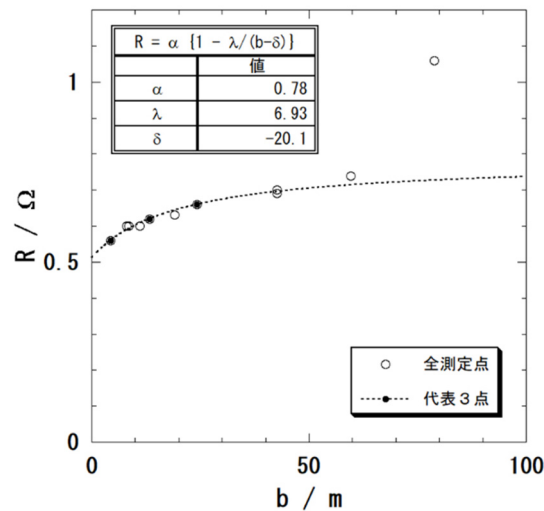 R = α {1 - λ/(b-δ)}
値
α 0.78
λ 6.93
δ -20.1
1
0.5
0
R / Ω
全測定点
代表３点
0 50 100
b / m